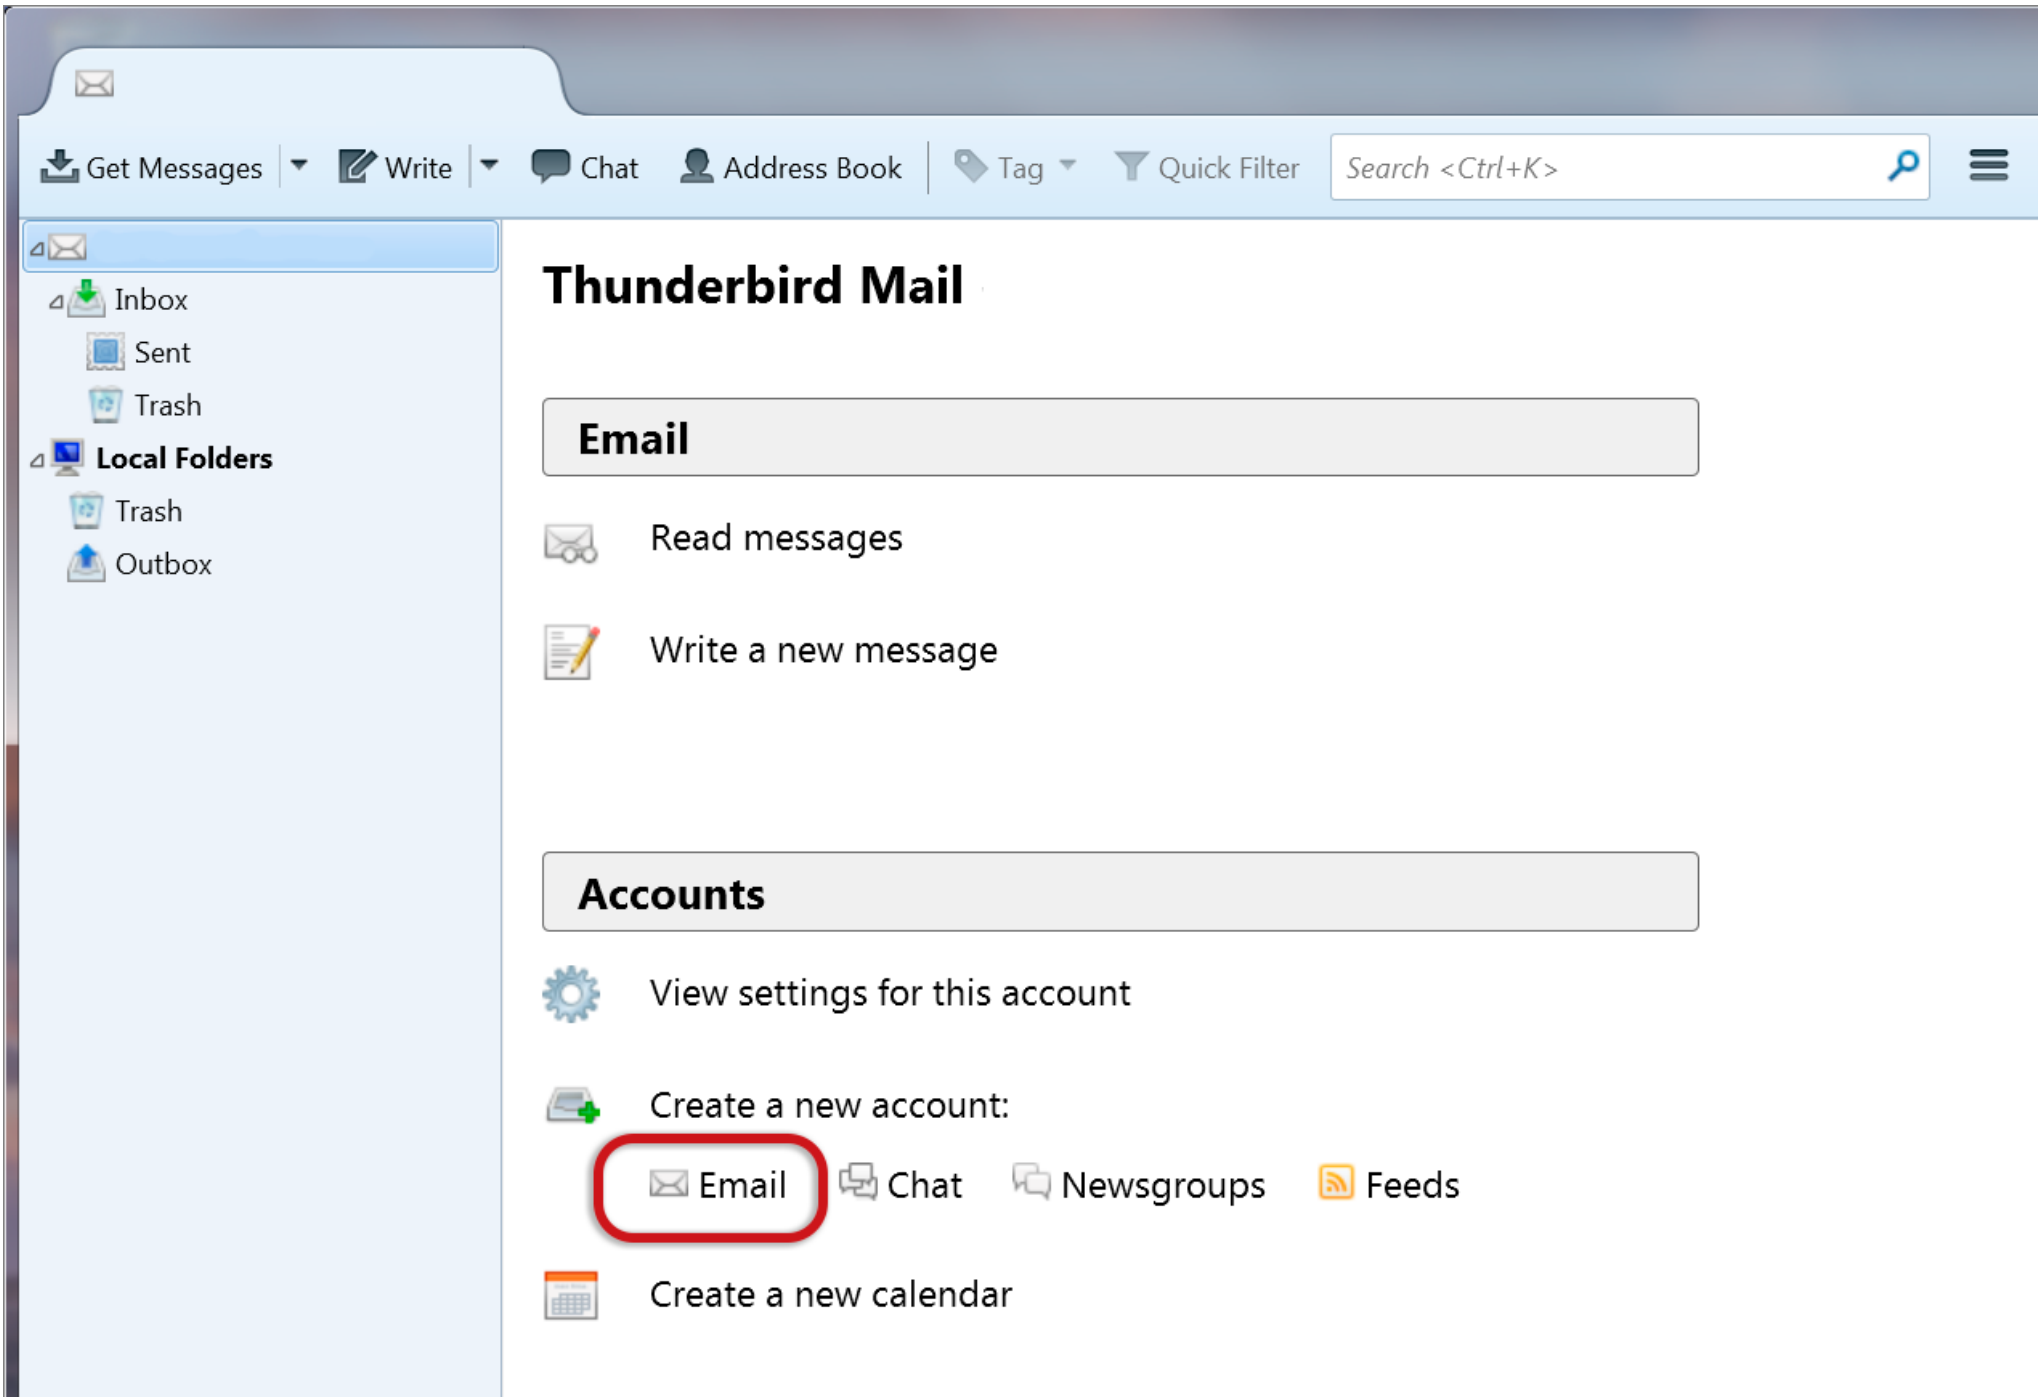 Get Messages Write Chat Address Book Tag Quick Filter Search <Ctrl+K>
Inbox
Sent
Trash
Local Folders
Trash
Outbox
Thunderbird Mail
Email
Read messages
Write a new message
Accounts
View settings for this account
Create a new account:
Email Chat Newsgroups Feeds
Create a new calendar